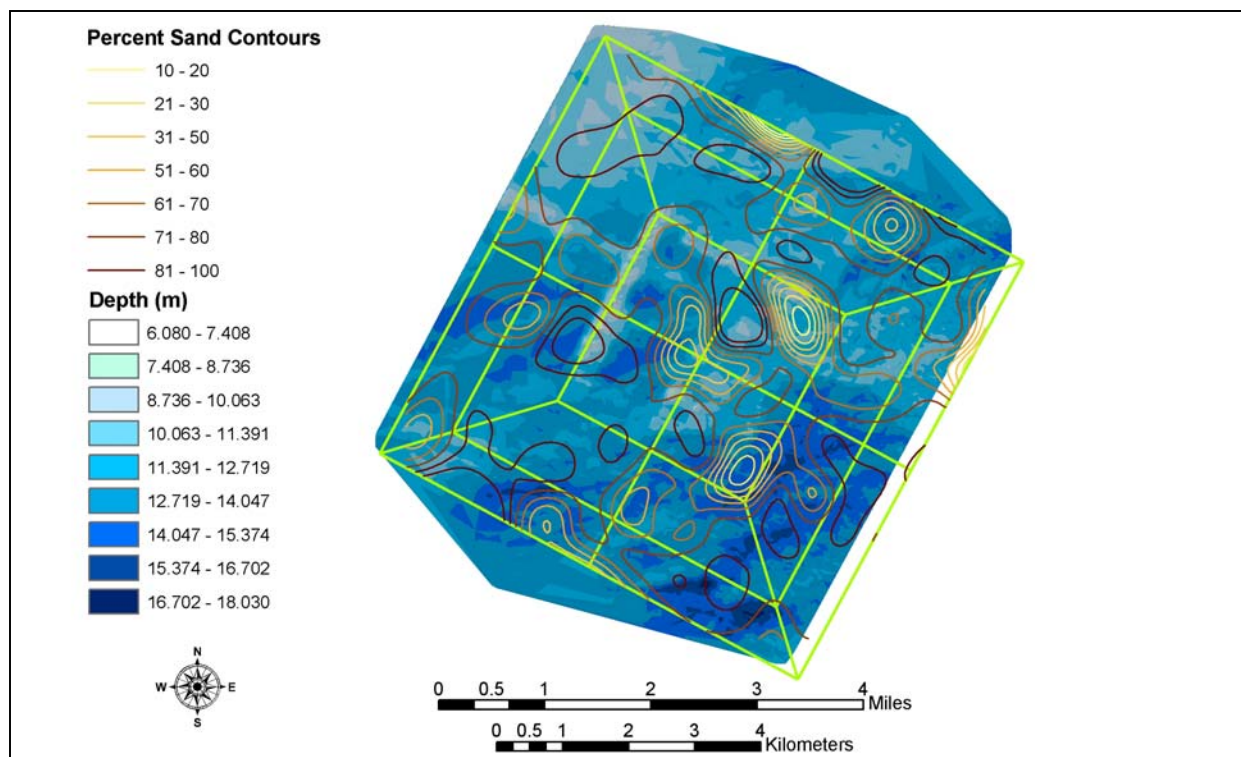 Percent Sand Contours
10 - 20
21 - 30
31 - 50
51 - 60
61 - 70
71 - 80
81 - 100
Depth (m)
6.080 - 7.408
7.408 - 8.736
8.736 - 10.063
10.063 - 11.391
11.391 - 12.719
12.719 - 14.047
14.047 - 15.374
15.374 - 16.702
16.702 - 18.030
N
W E
S
0 0.5 1 2 3 4
Miles
0 0.5 1 2 3 4
Kilometers